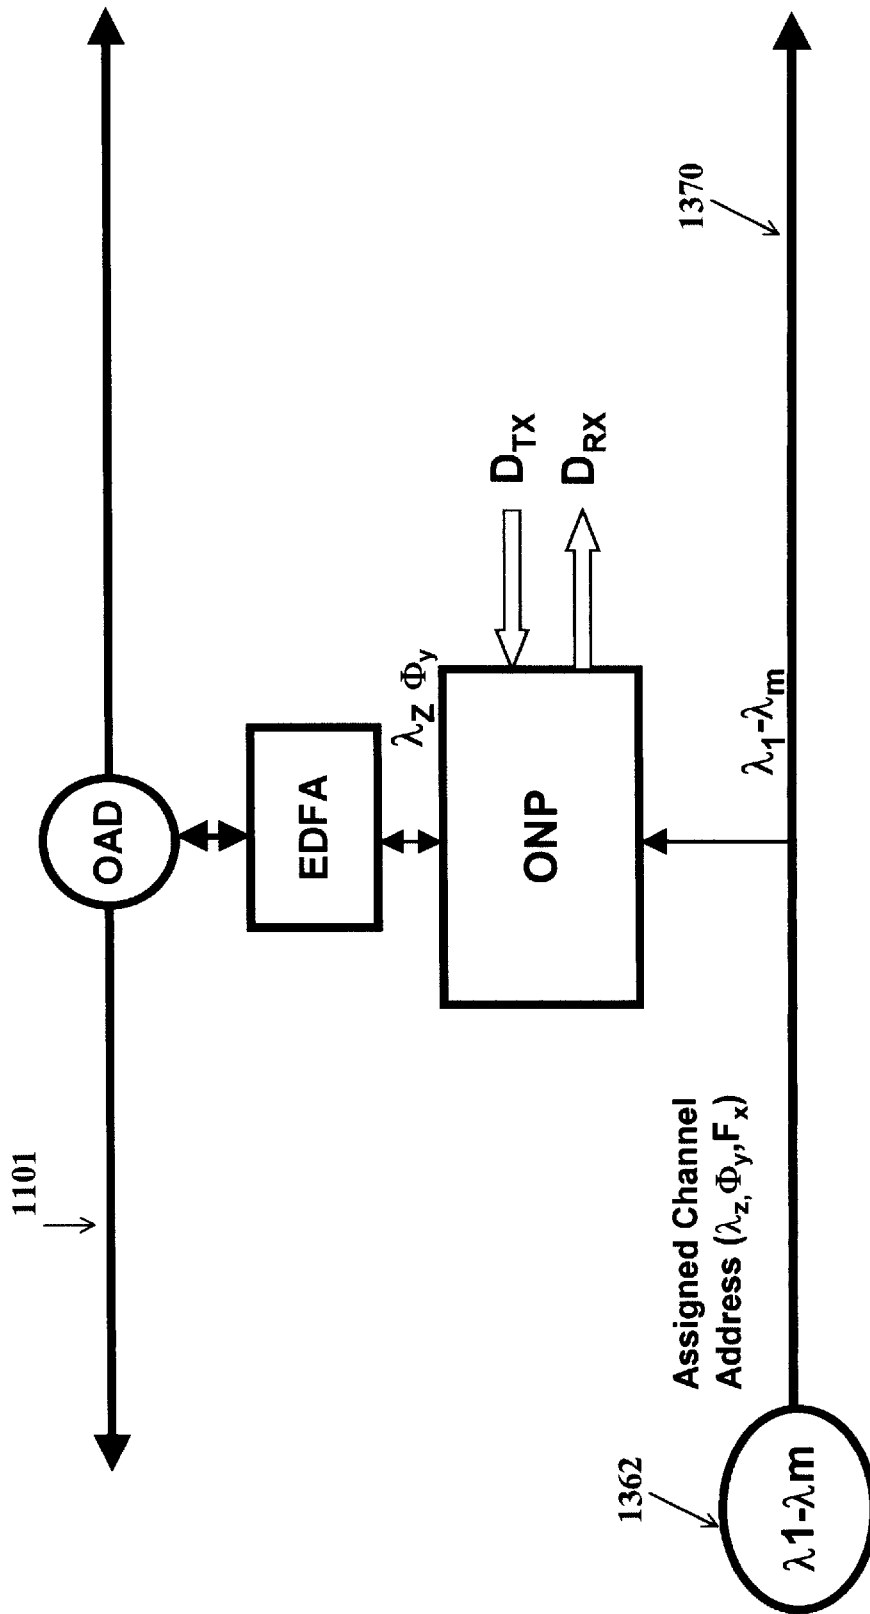 1101
OAD
EDFA
λZ Φy
ONP
DTX
DRX
1370
Assigned Channel
Address (λz,Φy,Fx)
λ1-λm
1362
λ1-λm